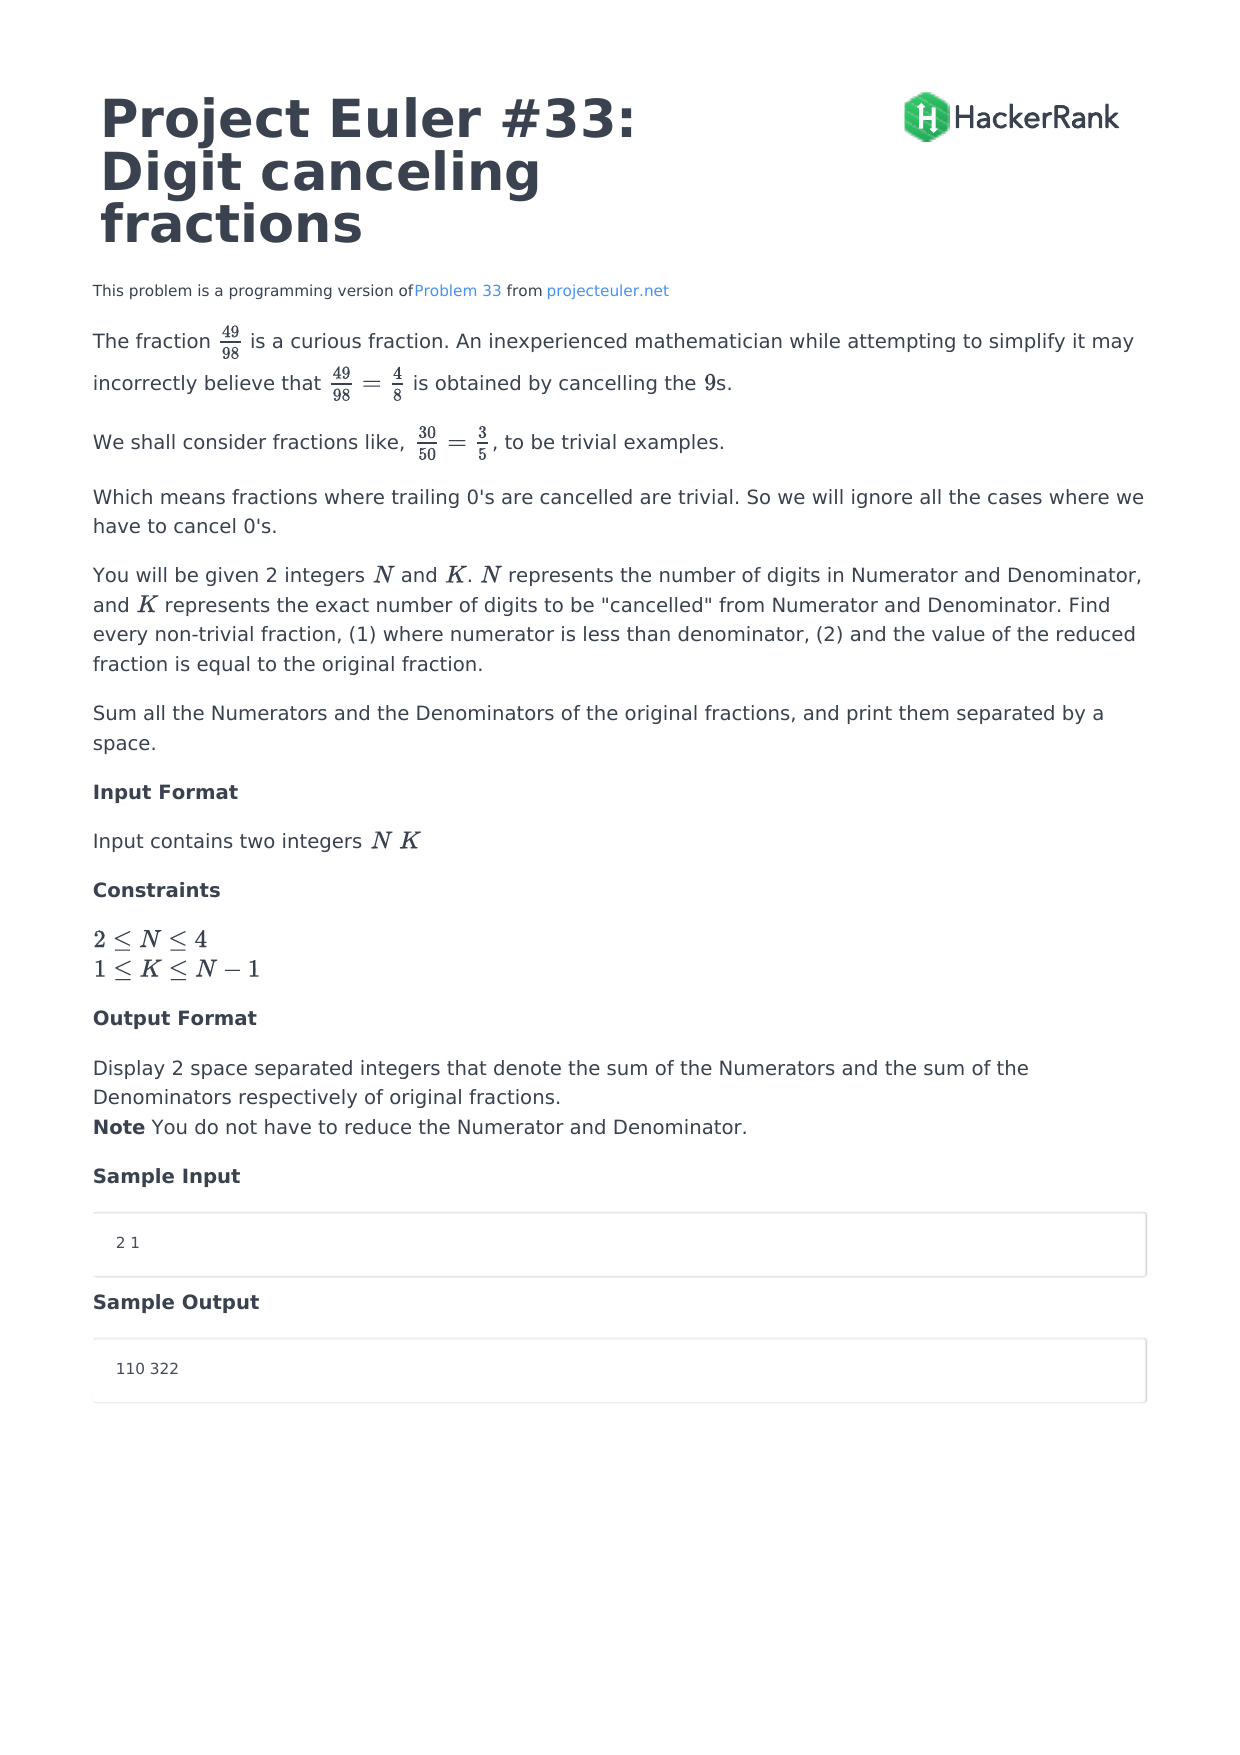 Project Euler #33:
Digit canceling
fractions
HackerRank
This problem is a programming version ofProblem 33 from projecteuler.net
The fraction 49/98 is a curious fraction. An inexperienced mathematician while attempting to simplify it may
incorrectly believe that 49/98 = 4/8 is obtained by cancelling the 9s.
We shall consider fractions like, 30/50 = 3/5, to be trivial examples.
Which means fractions where trailing 0's are cancelled are trivial. So we will ignore all the cases where we
have to cancel 0's.
You will be given 2 integers N and K. N represents the number of digits in Numerator and Denominator,
and K represents the exact number of digits to be "cancelled" from Numerator and Denominator. Find
every non-trivial fraction, (1) where numerator is less than denominator, (2) and the value of the reduced
fraction is equal to the original fraction.
Sum all the Numerators and the Denominators of the original fractions, and print them separated by a
space.
Input Format
Input contains two integers N K
Constraints
2 ≤ N ≤ 4
1 ≤ K ≤ N − 1
Output Format
Display 2 space separated integers that denote the sum of the Numerators and the sum of the
Denominators respectively of original fractions.
Note You do not have to reduce the Numerator and Denominator.
Sample Input
2 1
Sample Output
110 322